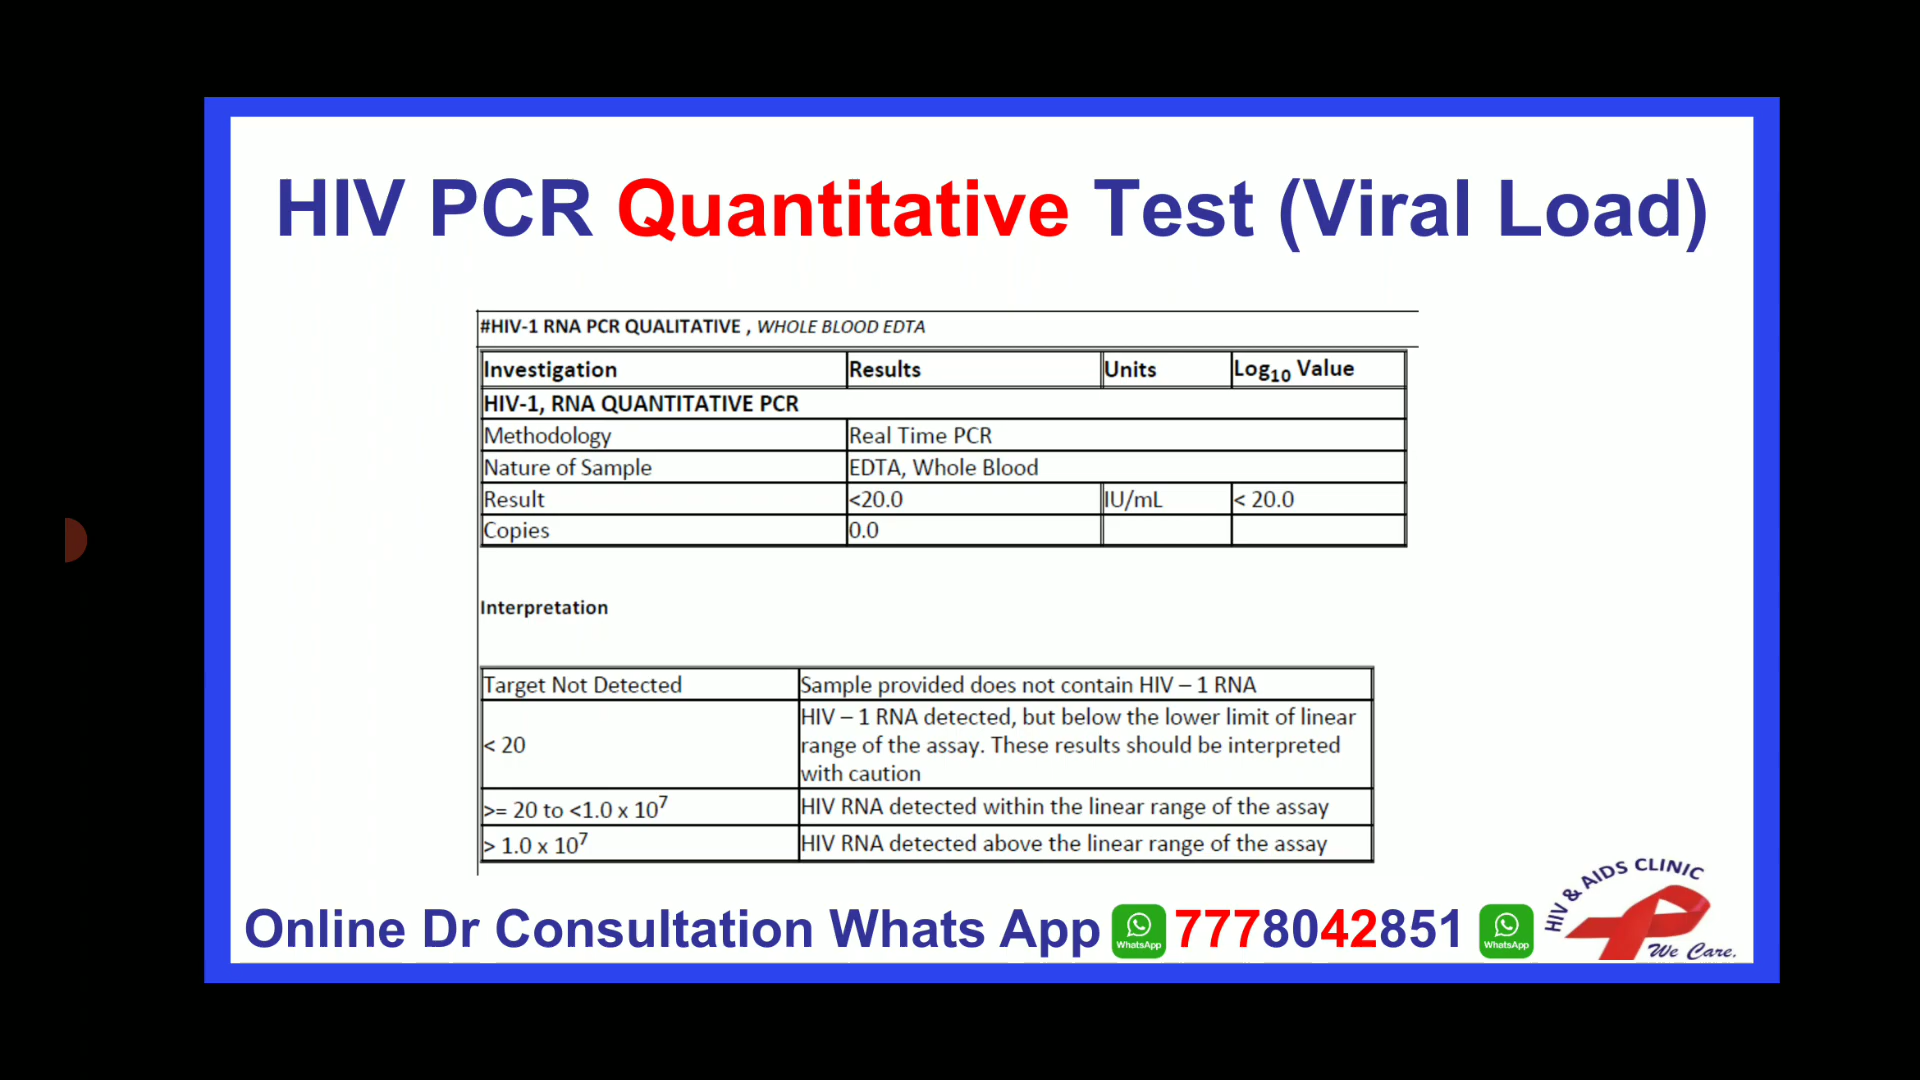 HIV PCR Quantitative Test (Viral Load)
#HIV-1 RNA PCR QUALITATIVE , WHOLE BLOOD EDTA
Investigation Results Units Log10 Value
HIV-1, RNA QUANTITATIVE PCR
Methodology Real Time PCR
Nature of Sample EDTA, Whole Blood
Result <20.0 IU/mL < 20.0
Copies 0.0
Interpretation
Target Not Detected Sample provided does not contain HIV – 1 RNA
< 20 HIV – 1 RNA detected, but below the lower limit of linear
range of the assay. These results should be interpreted
with caution
>= 20 to <1.0 x 10⁷ HIV RNA detected within the linear range of the assay
> 1.0 x 10⁷ HIV RNA detected above the linear range of the assay
HIV & AIDS CLINIC
We Care.
Online Dr Consultation Whats App WhatsApp 7778042851 WhatsApp